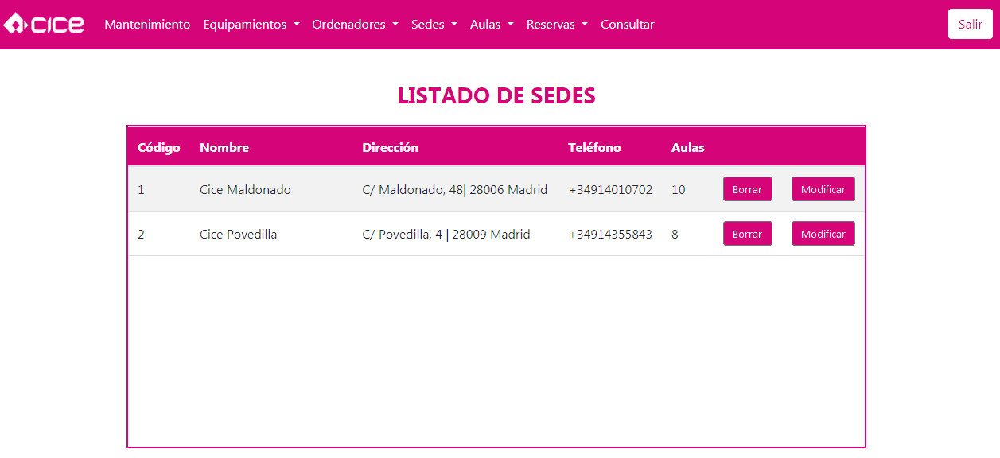 CICE Mantenimiento Equipamientos Ordenadores Sedes Aulas Reservas Consultar Salir
LISTADO DE SEDES
Código Nombre Dirección Teléfono Aulas
1 Cice Maldonado C/ Maldonado, 48| 28006 Madrid +34914010702 10 Borrar Modificar
2 Cice Povedilla C/ Povedilla, 4 | 28009 Madrid +34914355843 8 Borrar Modificar